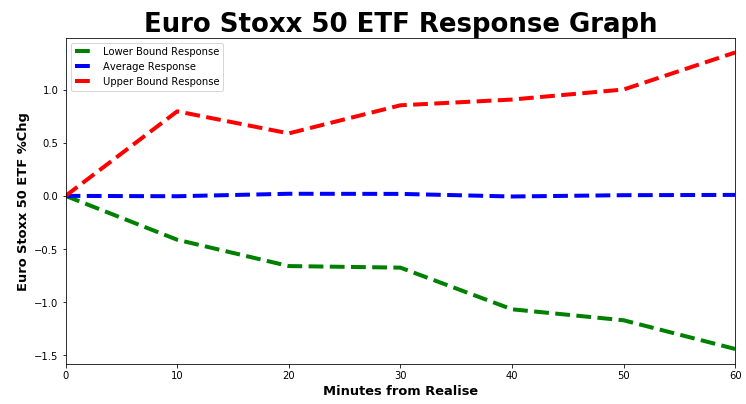 Euro Stoxx 50 ETF Response Graph
Lower Bound Response
Average Response
Upper Bound Response
Euro Stoxx 50 ETF %Chg
1.0
0.5
0.0
−0.5
−1.0
−1.5
0 10 20 30 40 50 60
Minutes from Realise